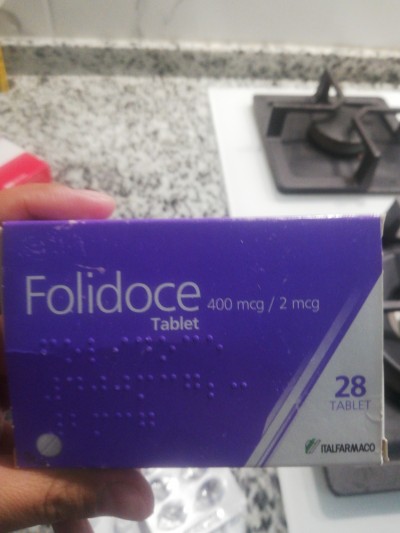 Folidoce 400 mcg / 2 mcg
Tablet
28
TABLET
ITALFARMACO